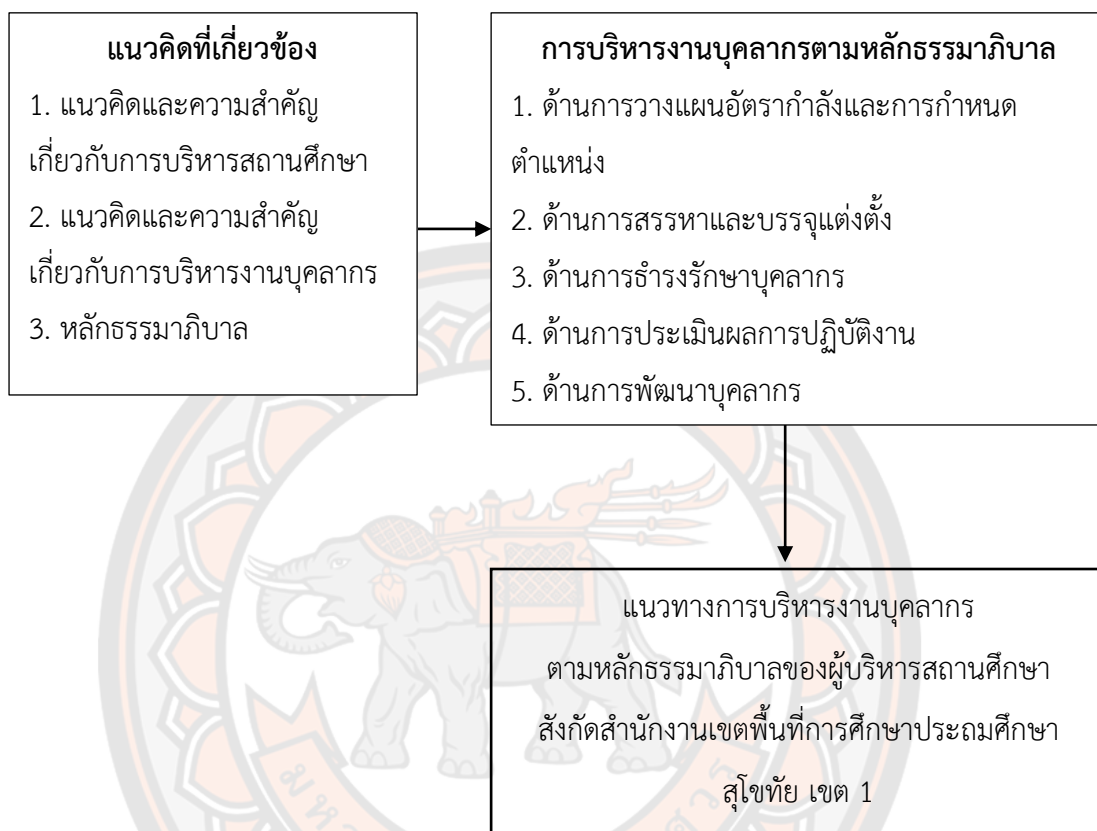 แนวคิดที่เกี่ยวข้อง
1. แนวคิดและความสำคัญ
เกี่ยวกับการบริหารสถานศึกษา
2. แนวคิดและความสำคัญ
เกี่ยวกับการบริหารงานบุคลากร
3. หลักธรรมาภิบาล
การบริหารงานบุคลากรตามหลักธรรมาภิบาล
1. ด้านการวางแผนอัตรากำลังและการกำหนด
ตำแหน่ง
2. ด้านการสรรหาและบรรจุแต่งตั้ง
3. ด้านการธำรงรักษาบุคลากร
4. ด้านการประเมินผลการปฏิบัติงาน
5. ด้านการพัฒนาบุคลากร
แนวทางการบริหารงานบุคลากร
ตามหลักธรรมาภิบาลของผู้บริหารสถานศึกษา
สังกัดสำนักงานเขตพื้นที่การศึกษาประถมศึกษา
สุโขทัย เขต 1